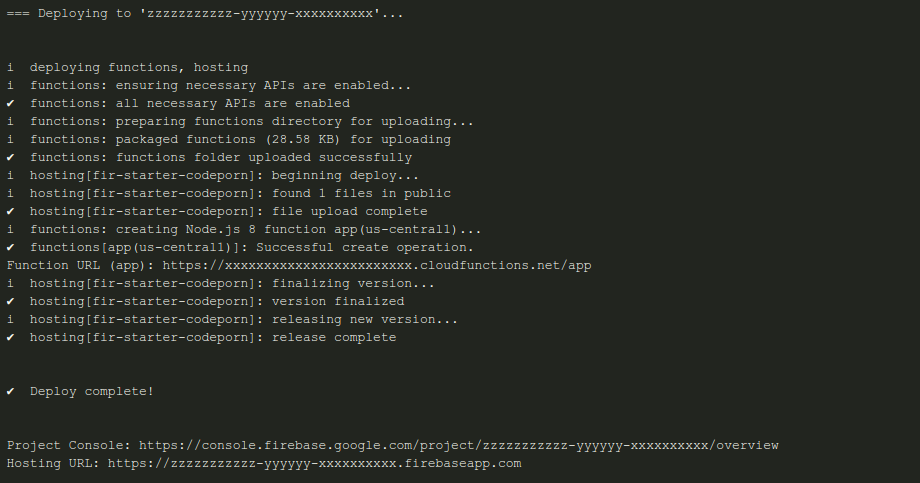 === Deploying to 'zzzzzzzzzzz-yyyyyy-xxxxxxxxxx'...
i  deploying functions, hosting
i  functions: ensuring necessary APIs are enabled...
✔  functions: all necessary APIs are enabled
i  functions: preparing functions directory for uploading...
i  functions: packaged functions (28.58 KB) for uploading
✔  functions: functions folder uploaded successfully
i  hosting[fir-starter-codeporn]: beginning deploy...
i  hosting[fir-starter-codeporn]: found 1 files in public
✔  hosting[fir-starter-codeporn]: file upload complete
i  functions: creating Node.js 8 function app(us-central1)...
✔  functions[app(us-central1)]: Successful create operation.
Function URL (app): https://xxxxxxxxxxxxxxxxxxxxxxxx.cloudfunctions.net/app
i  hosting[fir-starter-codeporn]: finalizing version...
✔  hosting[fir-starter-codeporn]: version finalized
i  hosting[fir-starter-codeporn]: releasing new version...
✔  hosting[fir-starter-codeporn]: release complete
✔  Deploy complete!
Project Console: https://console.firebase.google.com/project/zzzzzzzzzzz-yyyyyy-xxxxxxxxxx/overview
Hosting URL: https://zzzzzzzzzzz-yyyyyy-xxxxxxxxxx.firebaseapp.com